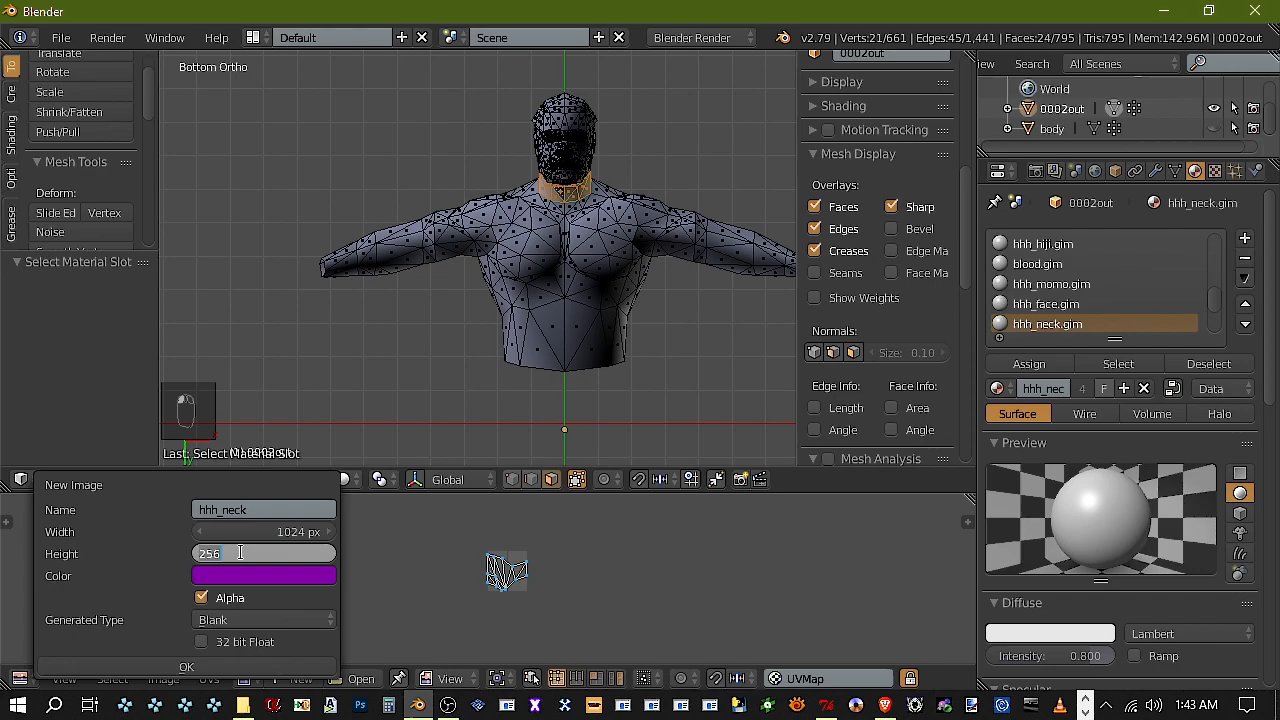 Blender
File
Render
Window
Help
Default
Scene
Blender Render
v2.79 | Verts:21/661 | Edges:45/1,441 | Faces:24/795 | Tris:795 | Mem:142.96M | 0002out
Translate
Rotate
Scale
Shrink/Fatten
Push/Pull
Mesh Tools
Deform:
Slide Ed
Vertex
Noise
Select Material Slot
To
Cre
Shading
Opti
Grease
Bottom Ortho
Last: Select Material Slot
Global
0002out
Display
Shading
Motion Tracking
Mesh Display
Overlays:
Faces
Sharp
Edges
Bevel
Creases
Edge Ma
Seams
Face Ma
Show Weights
Normals:
Size: 0.10
Edge Info:
Face Info:
Length
Area
Angle
Angle
Mesh Analysis
iew
Search
All Scenes
World
0002out
body
0002out
hhh_neck.gim
hhh_hiji.gim
blood.gim
hhh_momo.gim
hhh_face.gim
hhh_neck.gim
Assign
Select
Deselect
hhh_nec
4
F
Data
Surface
Wire
Volume
Halo
Preview
Diffuse
Lambert
Intensity: 0.800
Ramp
Specular
New Image
Name
hhh_neck
Width
1024 px
Height
256
Color
Alpha
Generated Type
Blank
32 bit Float
OK
View
Select
Image
UVs
Open
View
UVMap
1:43 AM